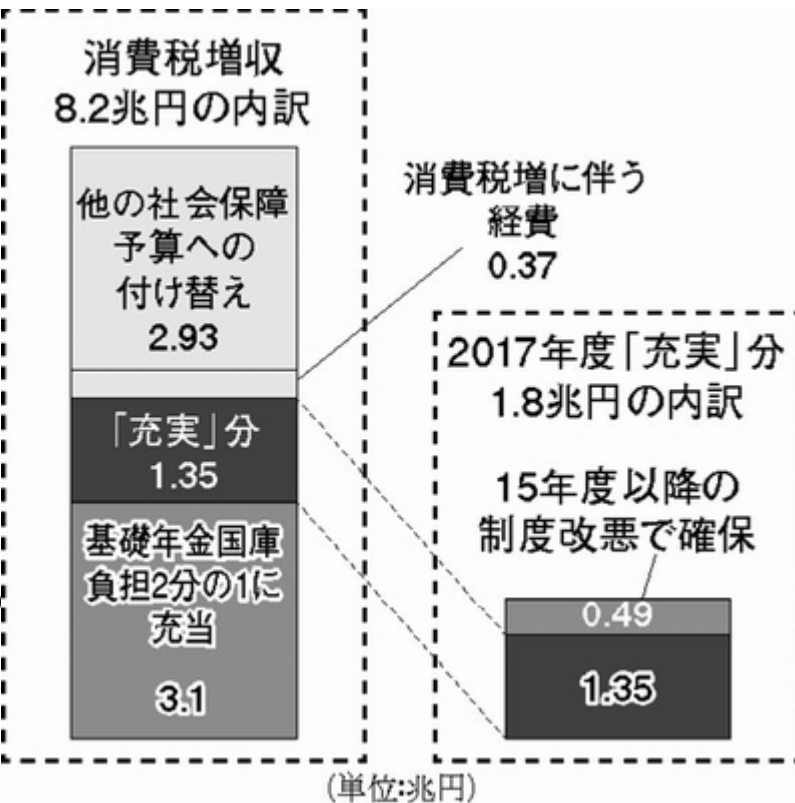 消費税増収
8.2兆円の内訳
他の社会保障
予算への
付け替え
2.93
消費税増に伴う
経費
0.37
「充実」分
1.35
基礎年金国庫
負担2分の1に
充当
3.1
2017年度「充実」分
1.8兆円の内訳
15年度以降の
制度改悪で確保
0.49
1.35
(単位:兆円)